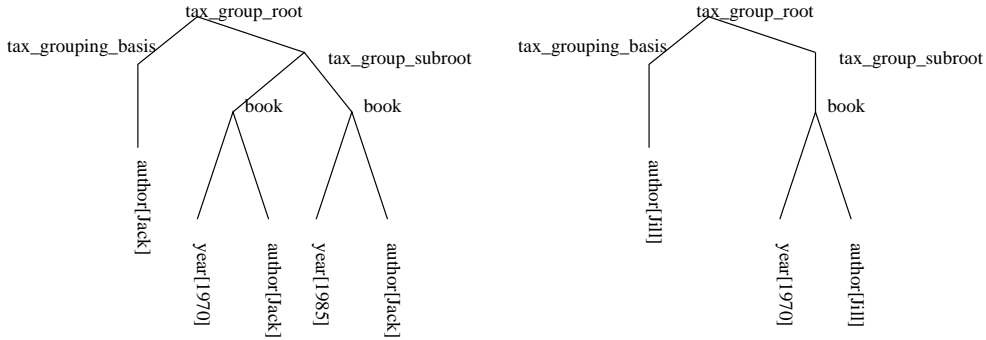 tax_group_root
tax_grouping_basis
tax_group_subroot
book
book
author[Jack]
year[1970]
author[Jack]
year[1985]
author[Jack]
tax_group_root
tax_grouping_basis
tax_group_subroot
book
author[Jill]
year[1970]
author[Jill]